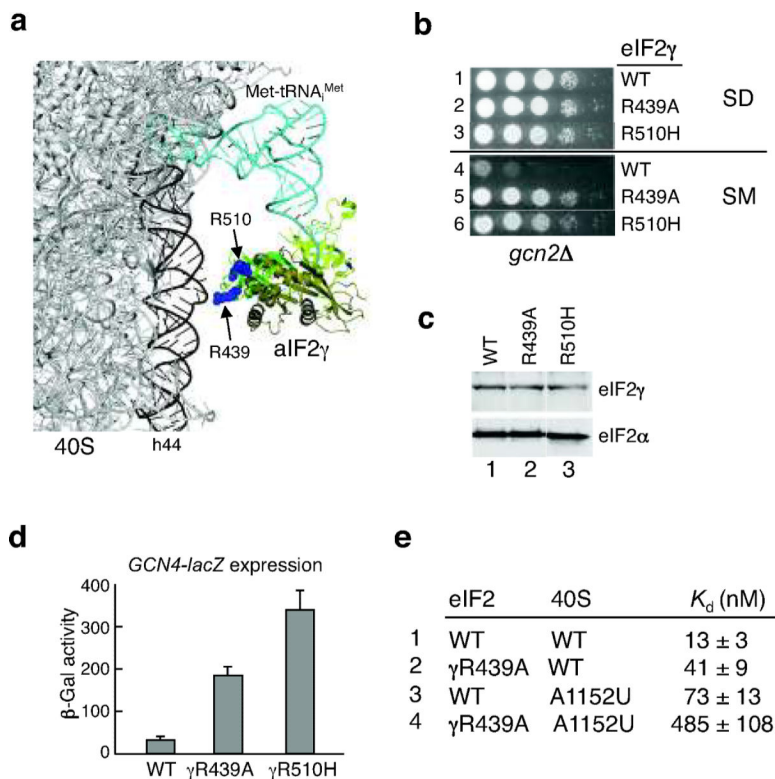 a
Met-tRNAiMet
R510
R439
aIF2γ
40S
h44
b
eIF2γ
1 WT
2 R439A SD
3 R510H
4 WT
5 R439A SM
6 R510H
gcn2Δ
c
WT R439A R510H
eIF2γ
eIF2α
1 2 3
d
GCN4-lacZ expression
β-Gal activity
400
300
200
100
0
WT γR439A γR510H
e
eIF2 40S Kd (nM)
1 WT WT 13 ± 3
2 γR439A WT 41 ± 9
3 WT A1152U 73 ± 13
4 γR439A A1152U 485 ± 108